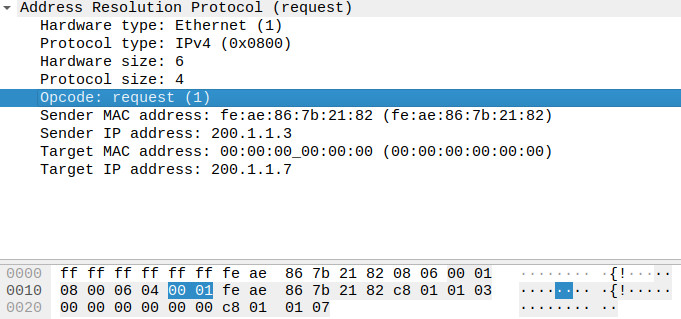 Address Resolution Protocol (request)
Hardware type: Ethernet (1)
Protocol type: IPv4 (0x0800)
Hardware size: 6
Protocol size: 4
Opcode: request (1)
Sender MAC address: fe:ae:86:7b:21:82 (fe:ae:86:7b:21:82)
Sender IP address: 200.1.1.3
Target MAC address: 00:00:00_00:00:00 (00:00:00:00:00:00)
Target IP address: 200.1.1.7
0000 ff ff ff ff ff ff fe ae 86 7b 21 82 08 06 00 01 ········ ·{!·····
0010 08 00 06 04 00 01 fe ae 86 7b 21 82 c8 01 01 03 ········ ·{!·····
0020 00 00 00 00 00 00 c8 01 01 07 ········ ··